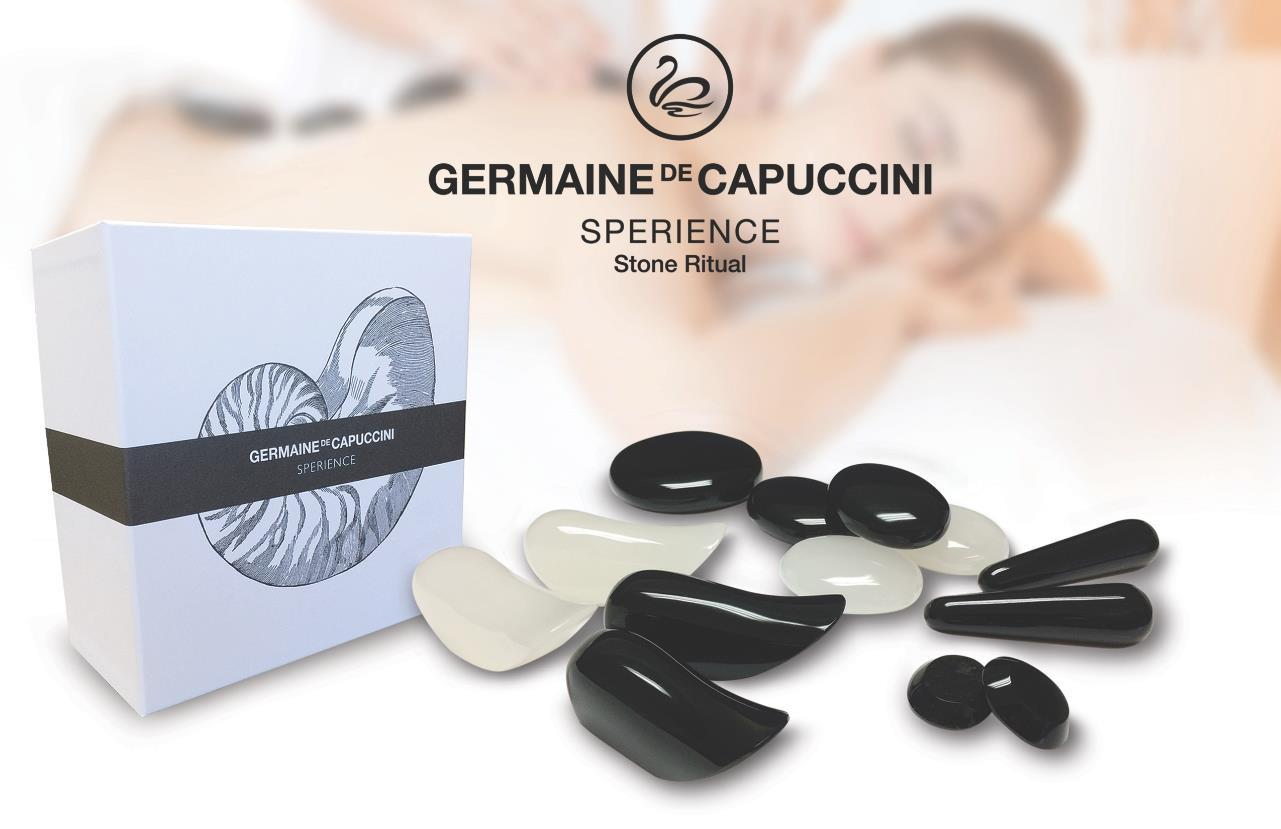 GERMAINE DE CAPUCCINI
SPERIENCE
Stone Ritual
GERMAINE DE CAPUCCINI
SPERIENCE